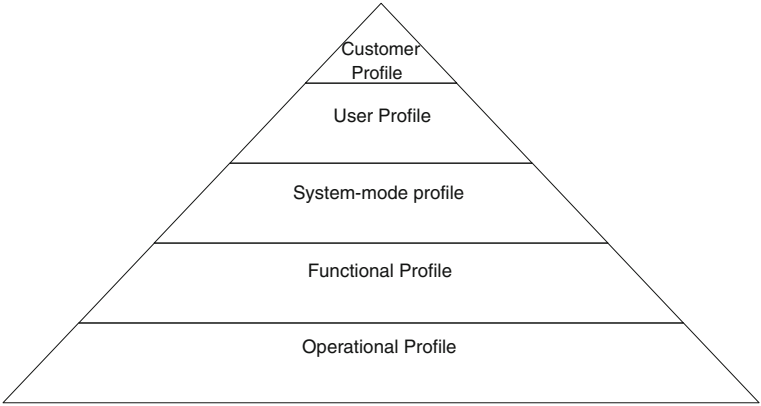 Customer
Profile
User Profile
System-mode profile
Functional Profile
Operational Profile